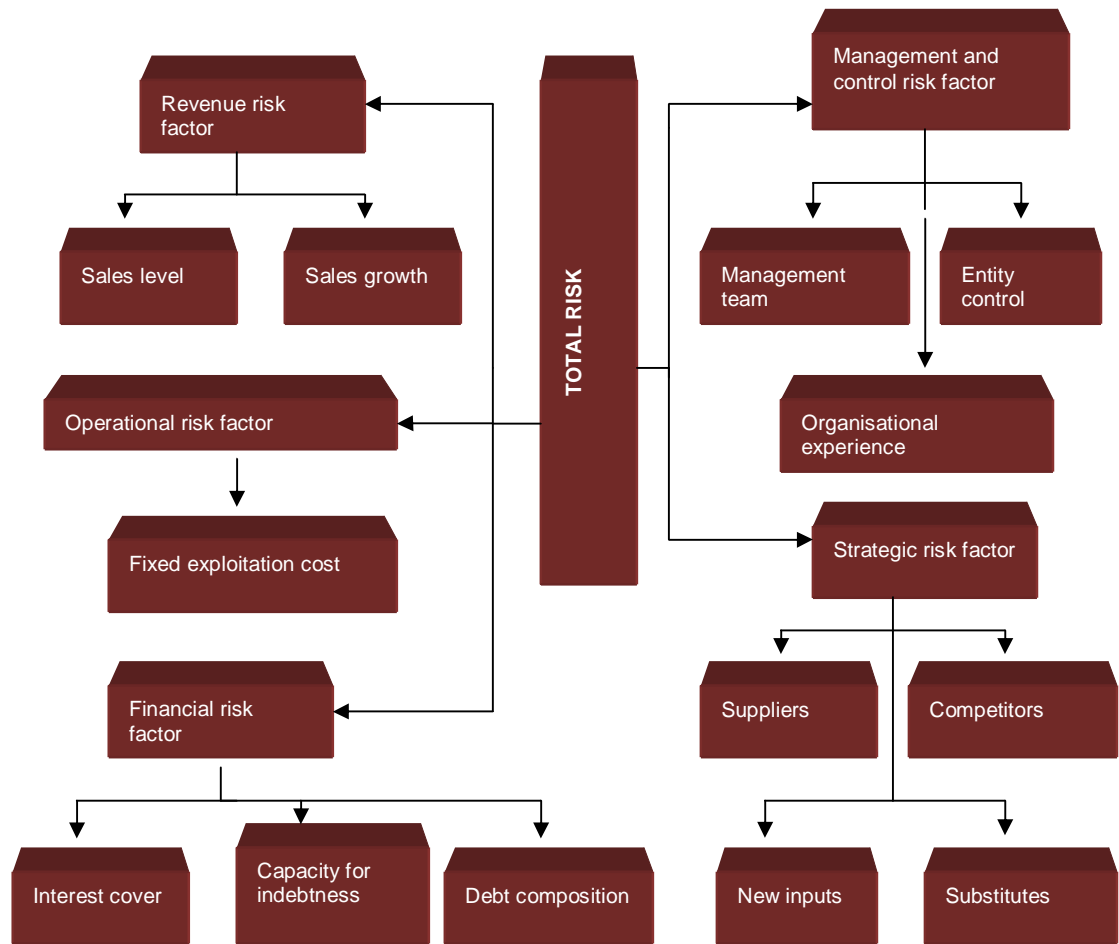 Revenue risk
factor
Sales level
Sales growth
Operational risk factor
Fixed exploitation cost
Financial risk
factor
Interest cover
Capacity for
indebtness
Debt composition
TOTAL RISK
Management and
control risk factor
Management
team
Entity
control
Organisational
experience
Strategic risk factor
Suppliers
Competitors
New inputs
Substitutes